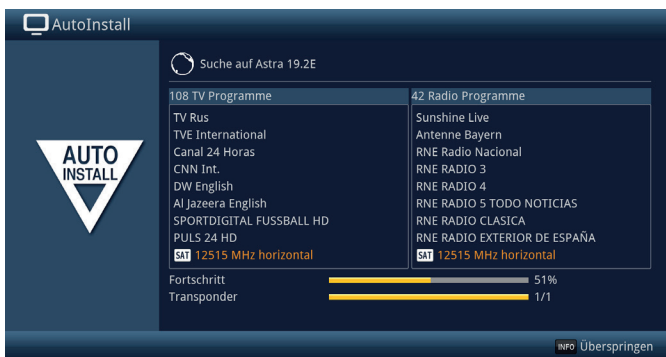 AutoInstall
Suche auf Astra 19.2E
AUTO
INSTALL
108 TV Programme
TV Rus
TVE International
Canal 24 Horas
CNN Int.
DW English
Al Jazeera English
SPORTDIGITAL FUSSBALL HD
PULS 24 HD
SAT 12515 MHz horizontal
42 Radio Programme
Sunshine Live
Antenne Bayern
RNE Radio Nacional
RNE RADIO 3
RNE RADIO 4
RNE RADIO 5 TODO NOTICIAS
RNE RADIO CLASICA
RNE RADIO EXTERIOR DE ESPAÑA
SAT 12515 MHz horizontal
Fortschritt 51%
Transponder 1/1
INFO Überspringen